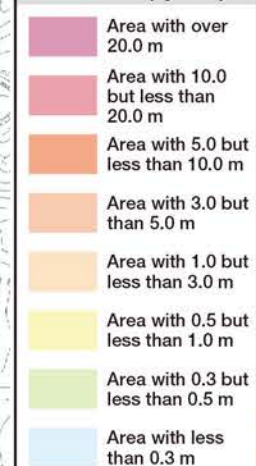 Area with over
20.0 m
Area with 10.0
but less than
20.0 m
Area with 5.0 but
less than 10.0 m
Area with 3.0 but
than 5.0 m
Area with 1.0 but
less than 3.0 m
Area with 0.5 but
less than 1.0 m
Area with 0.3 but
less than 0.5 m
Area with less
than 0.3 m